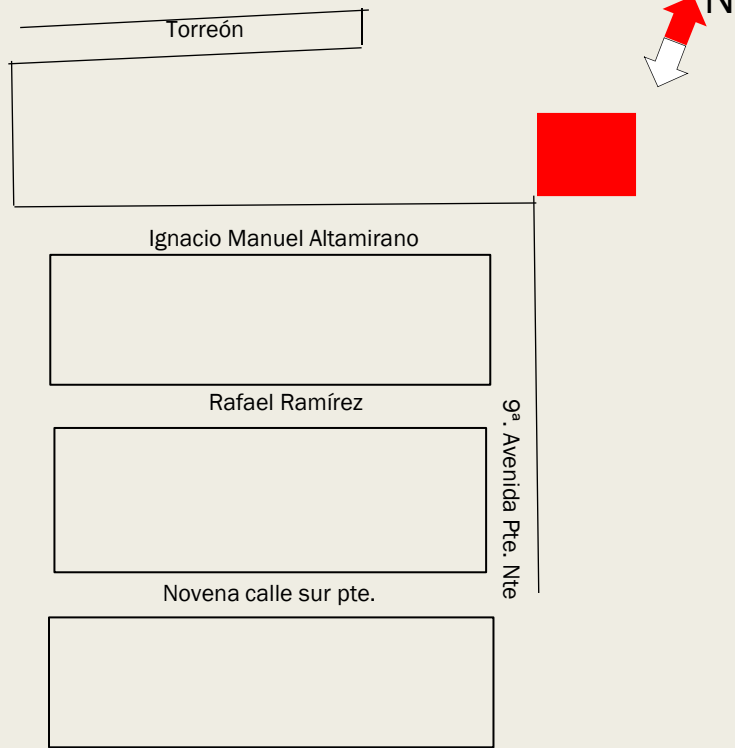 N
Torreón
Ignacio Manuel Altamirano
Rafael Ramírez
9ª. Avenida Pte. Nte
Novena calle sur pte.